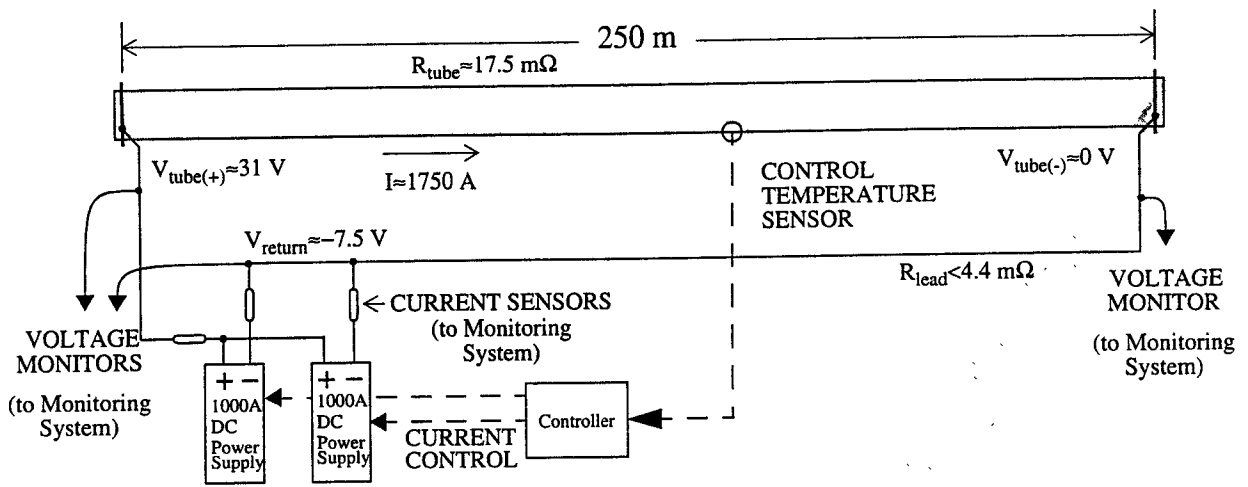 250 m
R_tube≈17.5 mΩ
V_tube(+)≈31 V
I≈1750 A
CONTROL
TEMPERATURE
SENSOR
V_tube(-)≈0 V
V_return≈−7.5 V
R_lead<4.4 mΩ
CURRENT SENSORS
(to Monitoring
System)
VOLTAGE
MONITORS
(to Monitoring
System)
VOLTAGE
MONITOR
(to Monitoring
System)
+ −
1000A
DC
Power
Supply
+ −
1000A
DC
Power
Supply
CURRENT
CONTROL
Controller